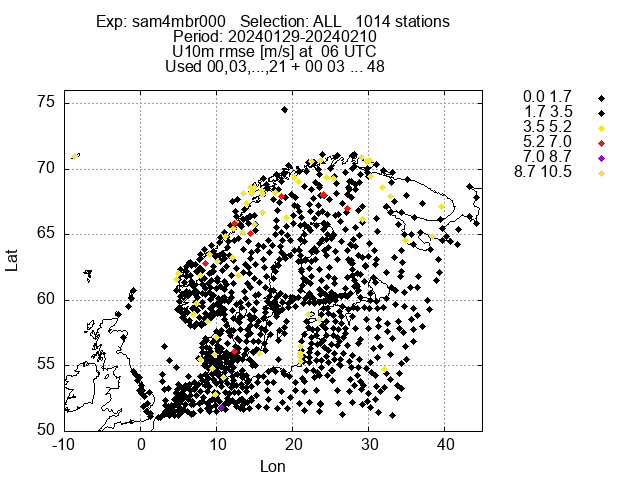 Exp: sam4mbr000   Selection: ALL   1014 stations
Period: 20240129-20240210
U10m rmse [m/s] at  06 UTC
Used 00,03,...,21 + 00 03 ... 48
0.0 1.7
1.7 3.5
3.5 5.2
5.2 7.0
7.0 8.7
8.7 10.5
75
70
65
60
55
50
Lat
-10 0 10 20 30 40
Lon